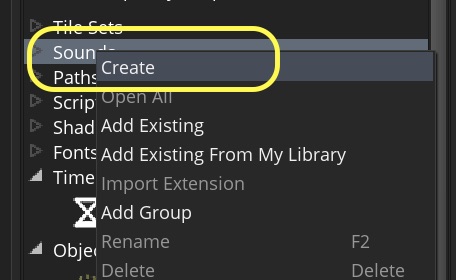 Tile Sets
Sounds
Create
Paths
Open All
Script
Add Existing
Shad
Add Existing From My Library
Fonts
Import Extension
Time
Add Group
Rename F2
Objec
Delete Delete